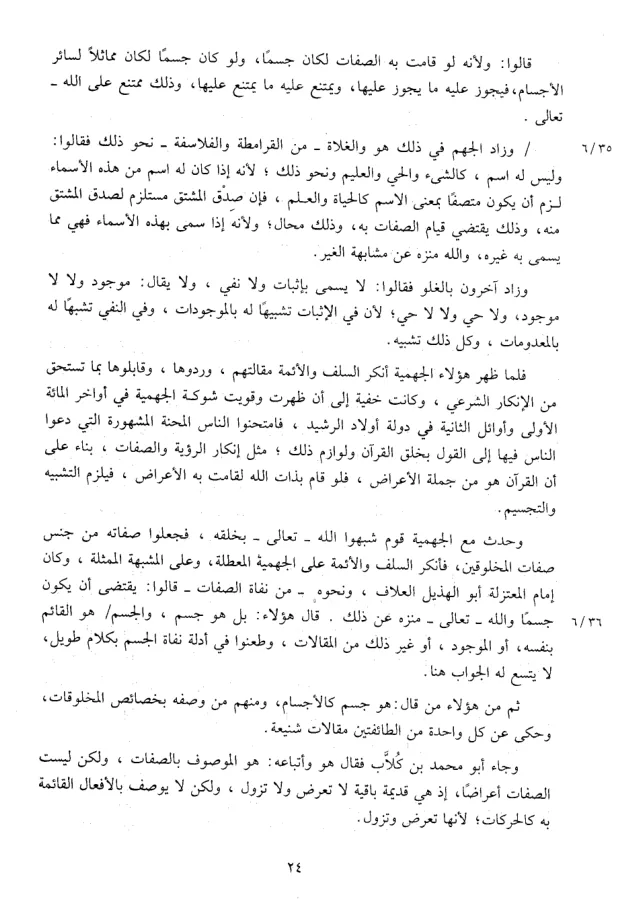 قالوا: ولأنه لو قامت به الصفات لكان جسمًا، ولو كان جسمًا لكان مماثلاً لسائر
الأجسام،فيجوز عليه ما يجوز عليها، ويمتنع عليه ما يمتنع عليها، وذلك ممتنع على الله ـ
تعالى .
٦/٣٥ / وزاد الجهم في ذلك هو والغلاة ـ من القرامطة والفلاسفة ـ نحو ذلك فقالوا:
وليس له اسم ، كالشىء والحي والعليم ونحو ذلك ؛ لأنه إذا كان له اسم من هذه الأسماء
لـزم أن يكون متصفًا بمعنى الاسم كالحياة والعـلم ، فإن صِدْق المشتق مستلزم لصدق المشتق
منه، وذلك يقتضي قيام الصفات به، وذلك محال؛ ولأنه إذا سمى بهذه الأسماء فهي مما
يسمى به غيره، والله منزه عن مشابهة الغير.
وزاد آخرون بالغلو فقالوا: لا يسمى بإثبات ولا نفي ، ولا يقال: موجود ولا لا
موجود، ولا حي ولا لا حي؛ لأن في الإثبات تشبيهًا له بالموجودات ، وفي النفي تشبهًا له
بالمعدومات ، وكل ذلك تشبيه.
فلما ظهر هؤلاء الجهمية أنكر السلف والأئمة مقالتهم ، وردوها ، وقابلوها بما تستحق
من الإنكار الشرعي ، وكانت خفية إلى أن ظهرت وقويت شوكة الجهمية في أواخر المائة
الأولى وأوائل الثانية في دولة أولاد الرشيد ، فامتحنوا الناس المحنة المشهورة التي دعوا
الناس فيها إلى القول بخلق القرآن ولوازم ذلك ؛ مثل إنكار الرؤية والصفات ، بناء على
أن القرآن هو من جملة الأعراض ، فلو قام بذات الله لقامت به الأعراض ، فيلزم التشبيه
والتجسيم.
وحدث مع الجهمية قوم شبهوا الله ـ تعالى ـ بخلقه ، فجعلوا صفاته من جنس
صفات المخلوقين، فأنكر السلف والأئمة على الجهمية المعطلة، وعلى المشبهة الممثلة ، وكان
إمام المعتزلة أبو الهذيل العلاف ، ونحوه ـ من نفاة الصفات ـ قالوا: يقتضى أن يكون
٦/٣٦ جسمًا والله ـ تعالى ـ منزه عن ذلك . قال هؤلاء: بل هو جسم ، والجسم/ هو القائم
بنفسه، أو الموجود ، أو غير ذلك من المقالات ، وطعنوا في أدلة نفاة الجسم بكلام طويل،
لا يتسع له الجواب هنا.
ثم من هؤلاء من قال:هو جسم كالأجسام، ومنهم من وصفه بخصائص المخلوقات،
وحكى عن كل واحدة من الطائفتين مقالات شنيعة.
وجاء أبو محمد بن كُلاَّب فقال هو وأتباعه: هو الموصوف بالصفات ، ولكن ليست
الصفات أعراضًا، إذ هي قديمة باقية لا تعرض ولا تزول ، ولكن لا يوصف بالأفعال القائمة
به كالحركات؛ لأنها تعرض وتزول.
٢٤